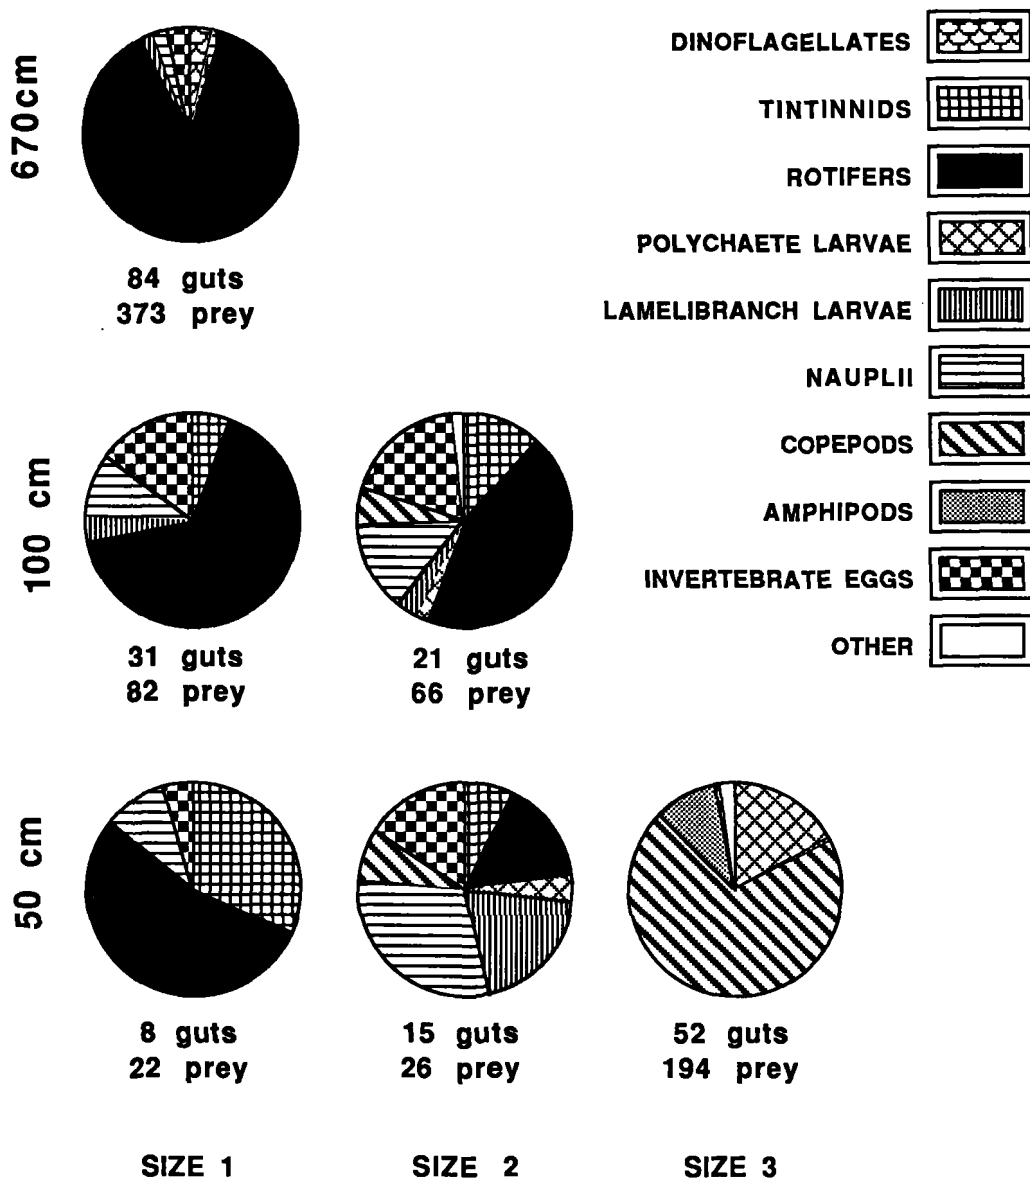 670cm
84 guts
373 prey
DINOFLAGELLATES
TINTINNIDS
ROTIFERS
POLYCHAETE LARVAE
LAMELIBRANCH LARVAE
NAUPLII
COPEPODS
AMPHIPODS
INVERTEBRATE EGGS
OTHER
100 cm
31 guts
82 prey
21 guts
66 prey
50 cm
8 guts
22 prey
15 guts
26 prey
52 guts
194 prey
SIZE 1
SIZE 2
SIZE 3